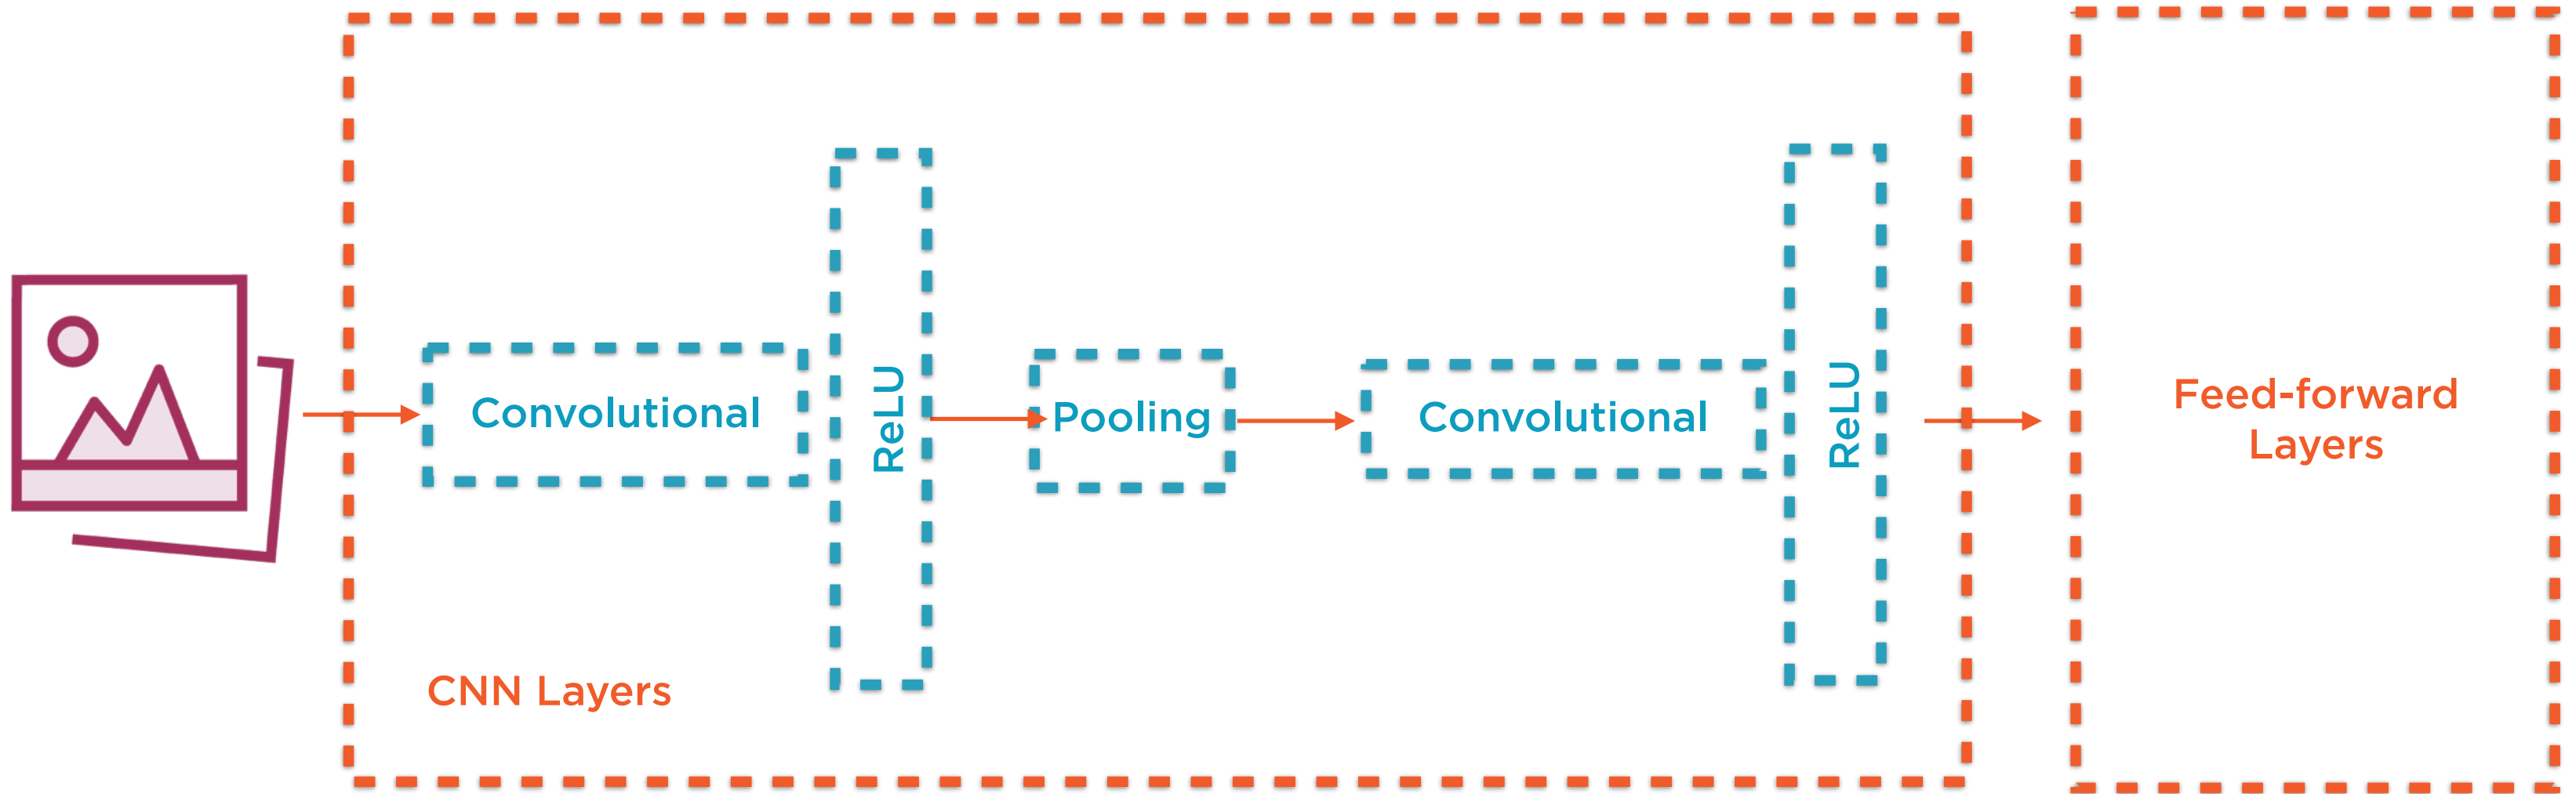 Convolutional
ReLU
Pooling
Convolutional
ReLU
CNN Layers
Feed-forward
Layers